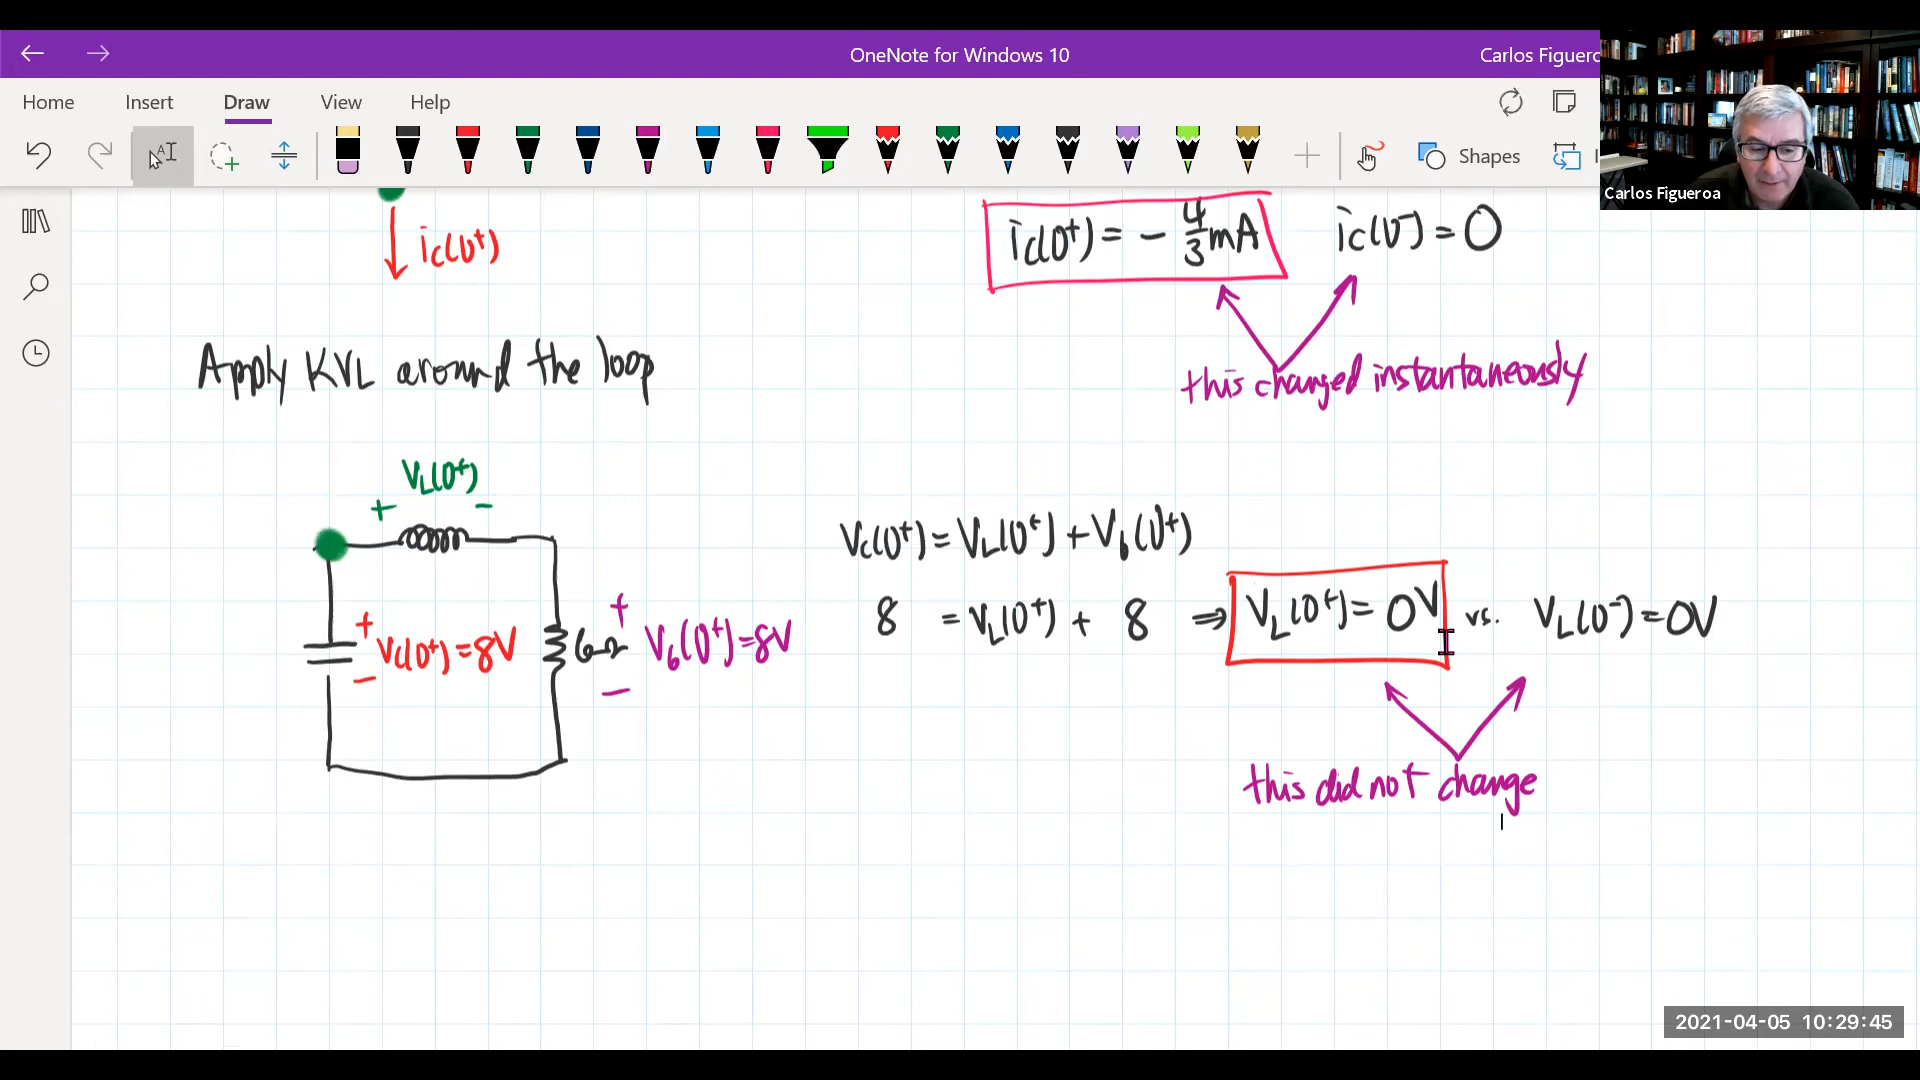 OneNote for Windows 10
Carlos Figuero
Home Insert Draw View Help
Shapes
Carlos Figueroa
ic(0+)
ic(0+) = - 4/3 mA
ic(0-) = 0
this changed instantaneously
Apply KVL around the loop
VL(0+)
+ -
Vc(0+) = VL(0+) + V6(0+)
+
Vc(0+) = 8V
-
6Ω
+
V6(0+) = 8V
-
8 = VL(0+) + 8 ⇒ VL(0+) = 0V vs. VL(0-) = 0V
this did not change
2021-04-05 10:29:45